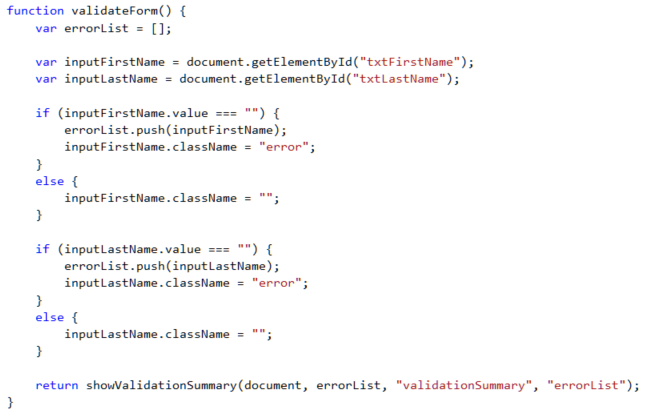 function validateForm() {
    var errorList = [];

    var inputFirstName = document.getElementById("txtFirstName");
    var inputLastName = document.getElementById("txtLastName");

    if (inputFirstName.value === "") {
        errorList.push(inputFirstName);
        inputFirstName.className = "error";
    }
    else {
        inputFirstName.className = "";
    }

    if (inputLastName.value === "") {
        errorList.push(inputLastName);
        inputLastName.className = "error";
    }
    else {
        inputLastName.className = "";
    }

    return showValidationSummary(document, errorList, "validationSummary", "errorList");
}